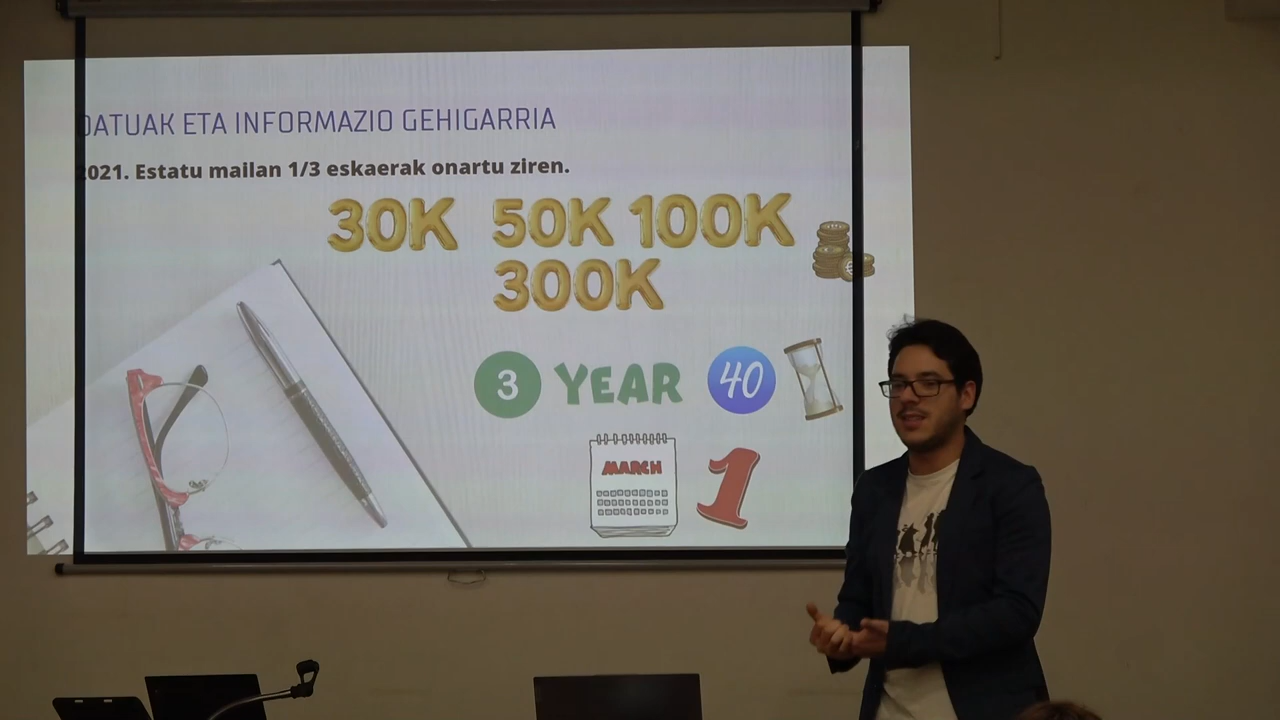 DATUAK ETA INFORMAZIO GEHIGARRIA
2021. Estatu mailan 1/3 eskaerak onartu ziren.
30K 50K 100K
300K
3 YEAR 40
MARCH 1